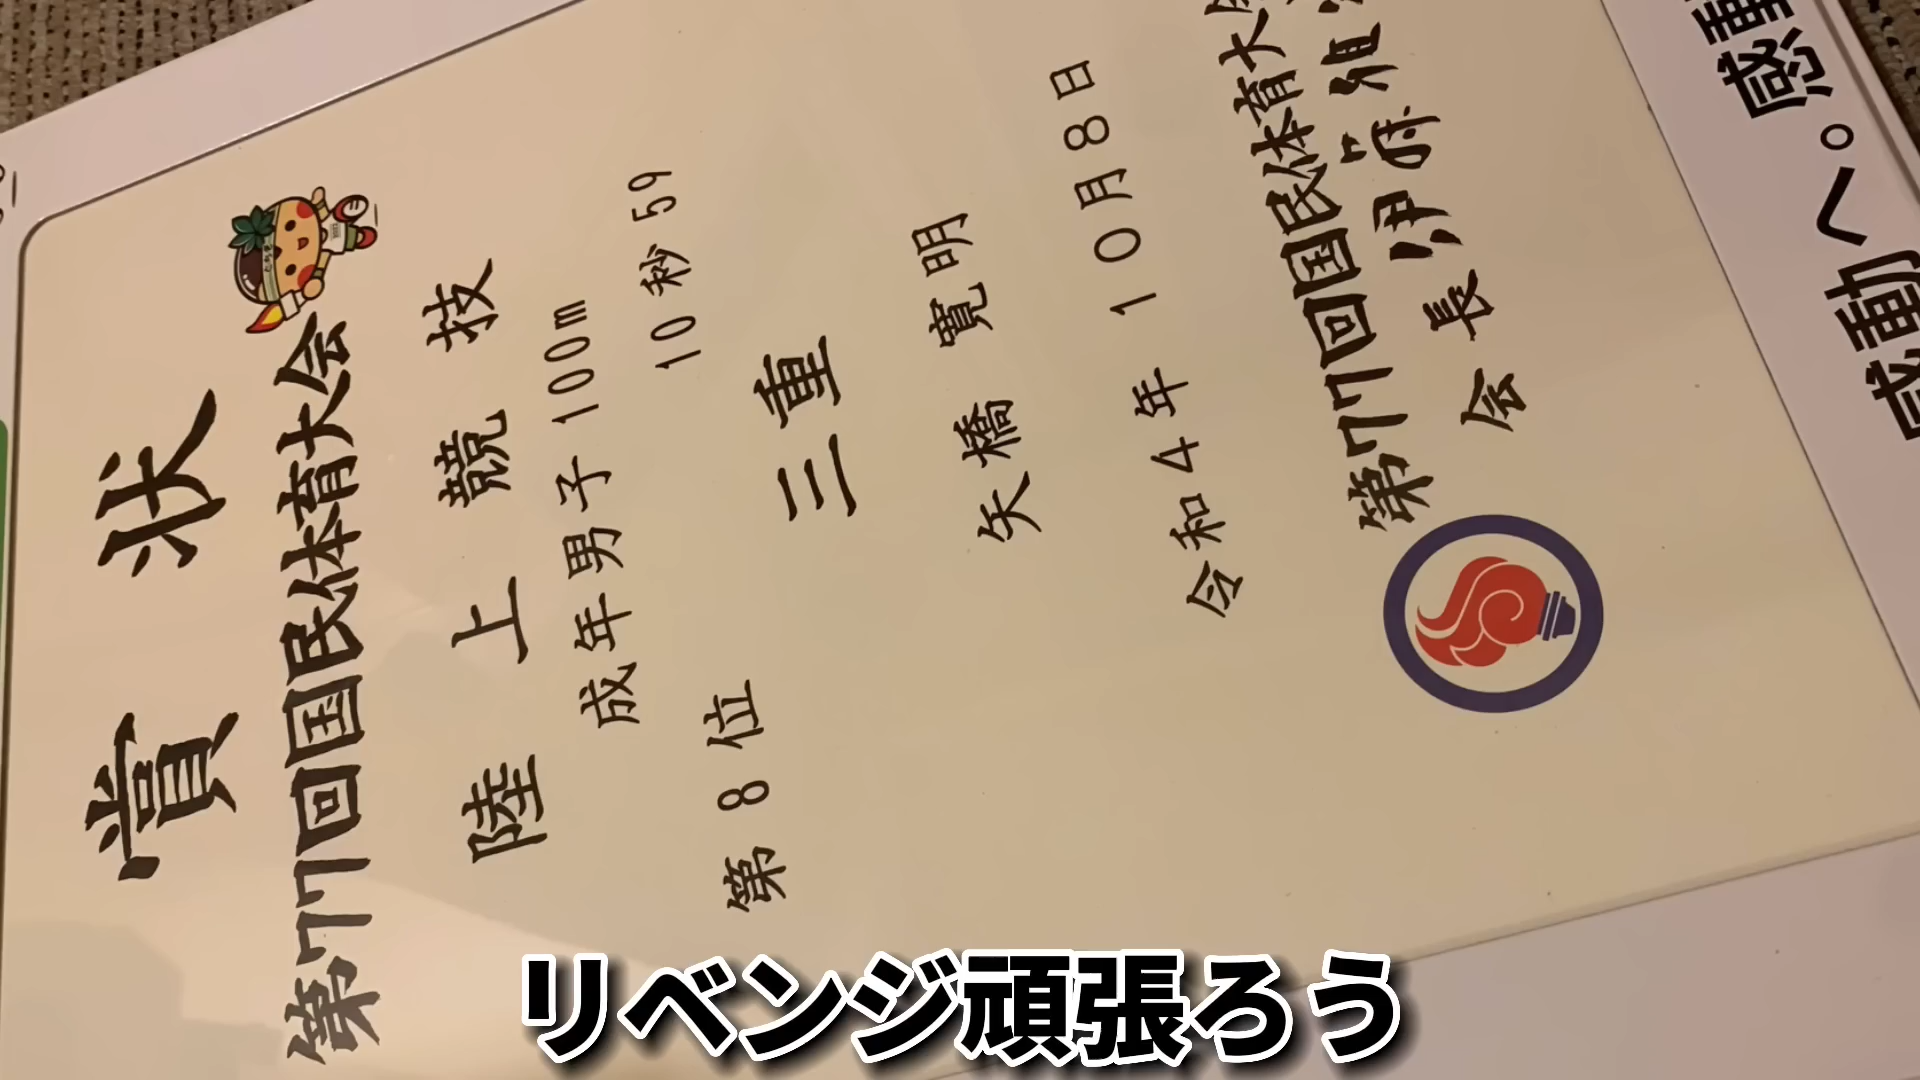 賞状
第77回国民体育大会
陸上競技
成年男子100m
10秒59
第8位
三重
矢橋 寛明
令和4年10月8日
第77回国民体育大
会長 伊藤雅
感動へ。感動
リベンジ頑張ろう